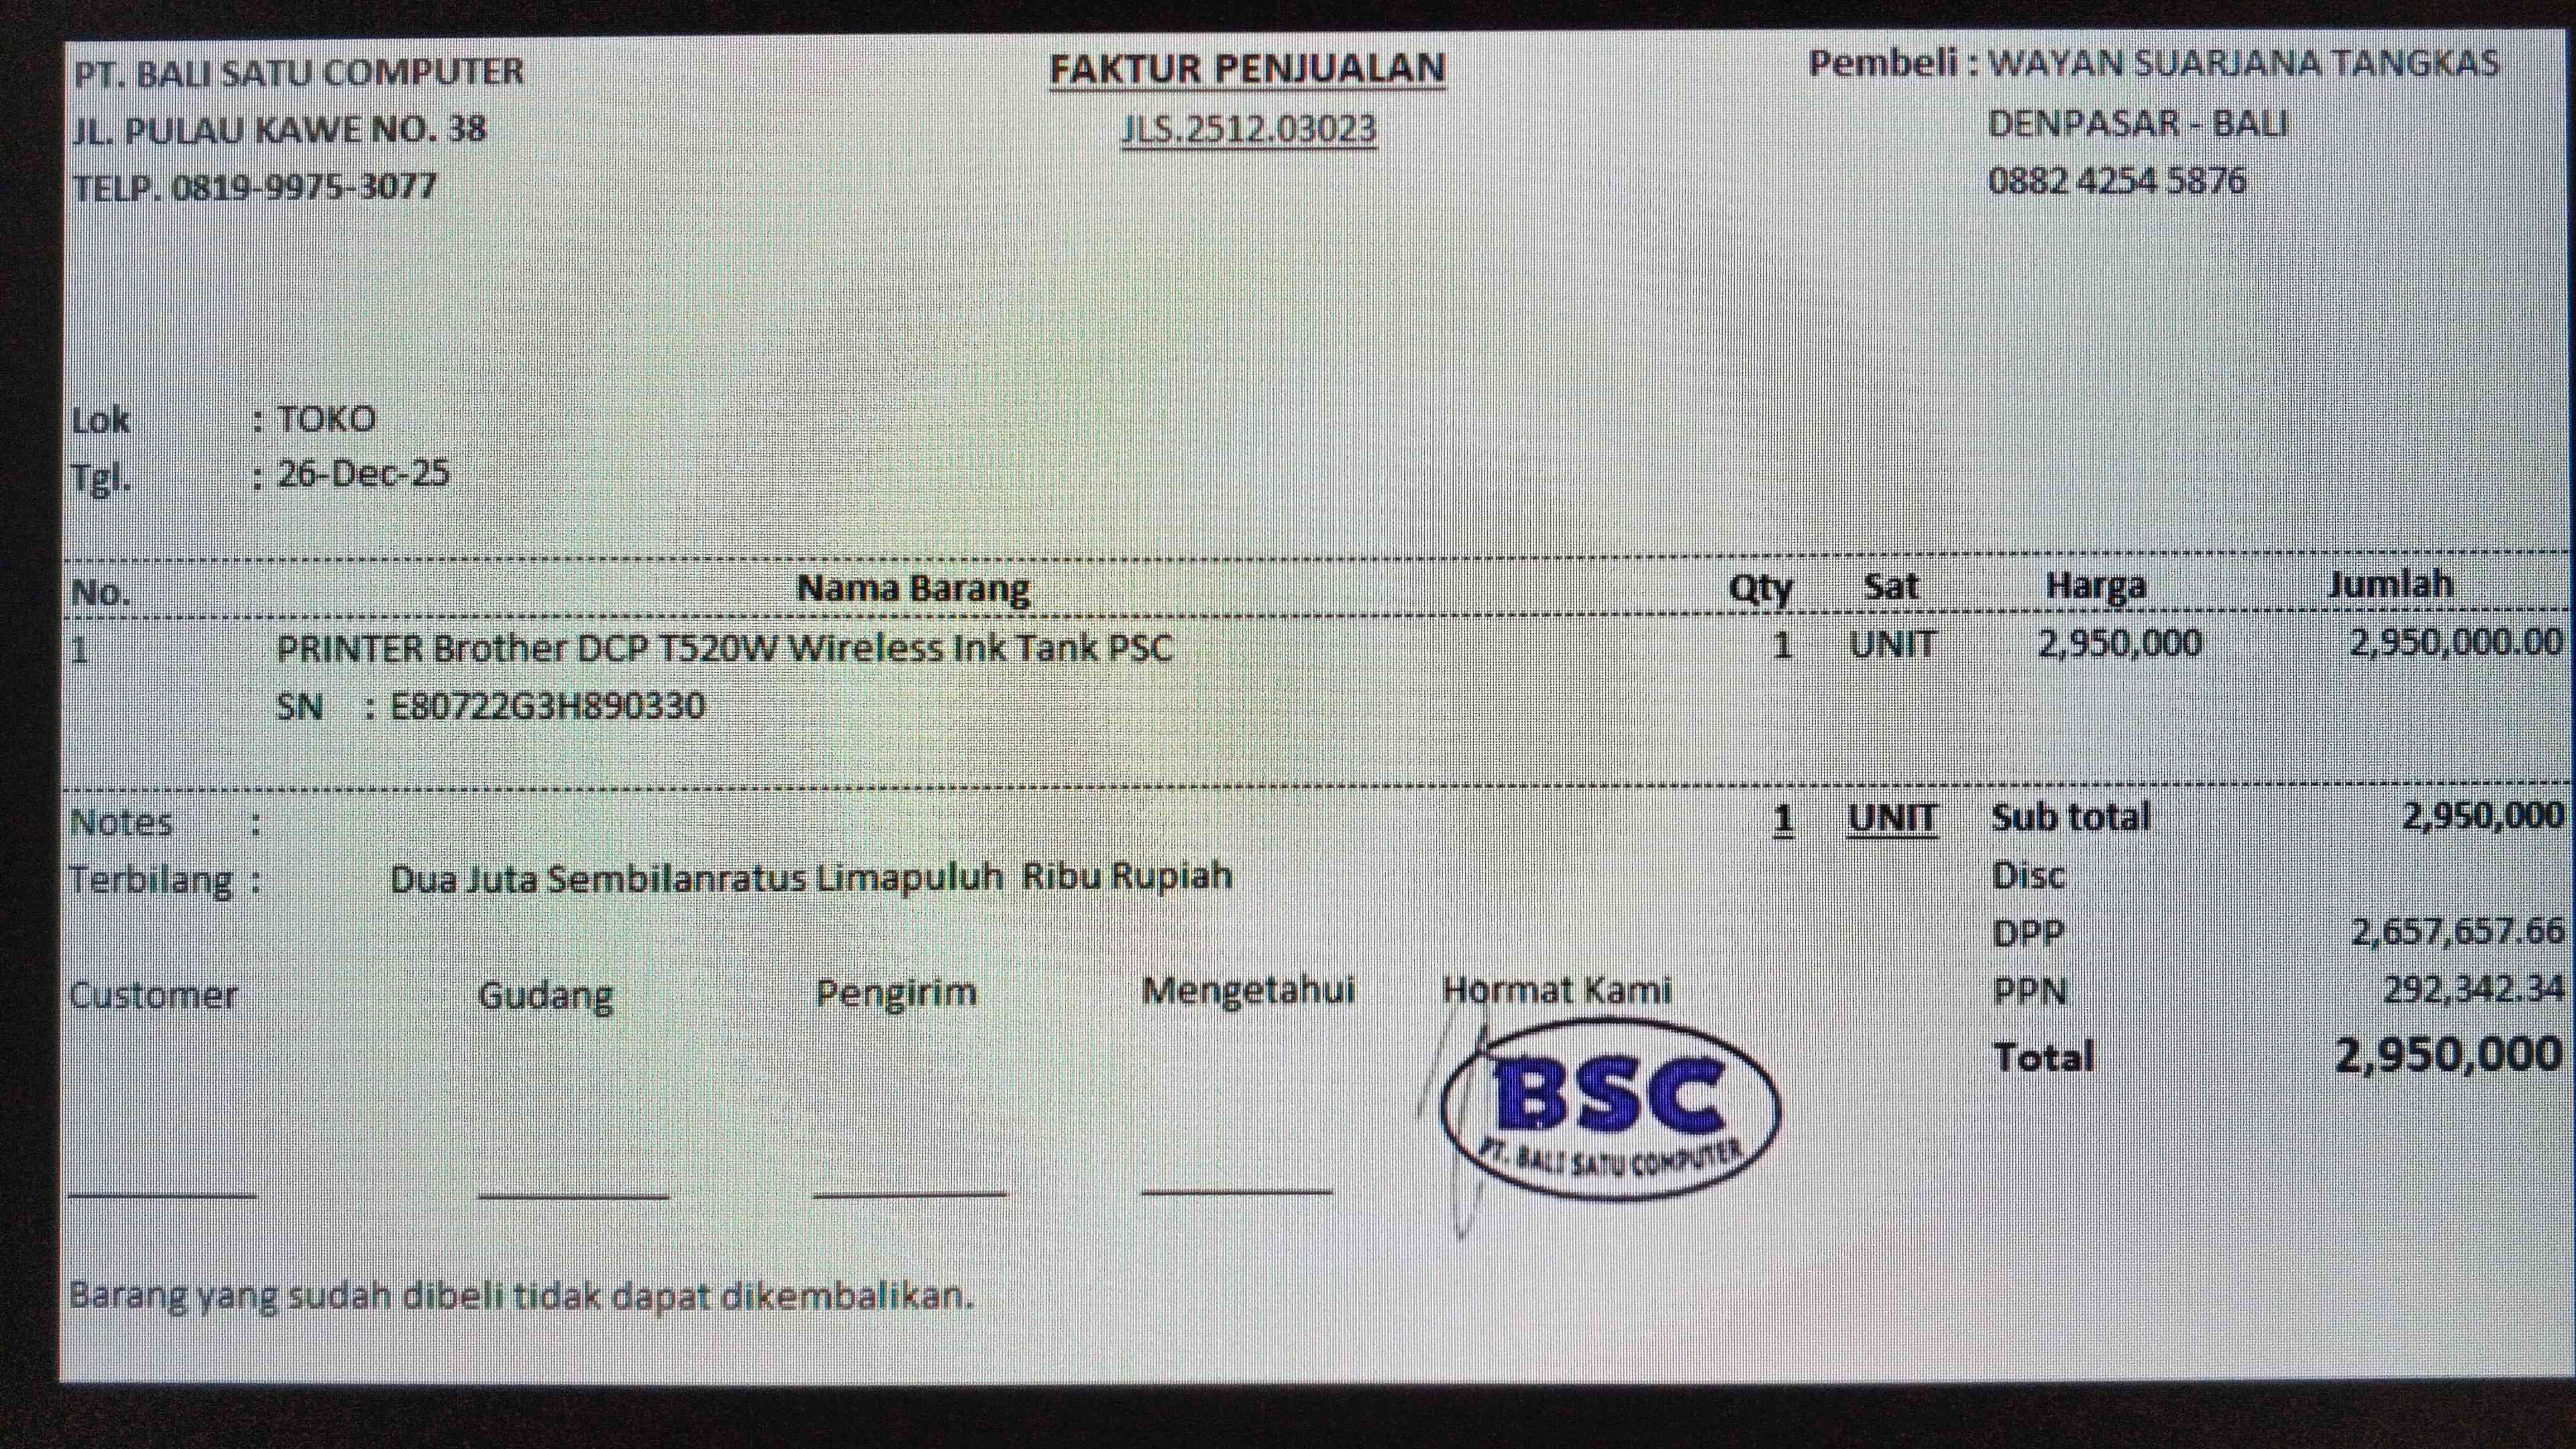 PT. BALI SATU COMPUTER
JL. PULAU KAWE NO. 38
TELP. 0819-9975-3077
FAKTUR PENJUALAN
JLS.2512.03023
Pembeli : WAYAN SUARJANA TANGKAS
DENPASAR - BALI
0882 4254 5876
Lok : TOKO
Tgl. : 26-Dec-25
No. Nama Barang Qty Sat Harga Jumlah
1 PRINTER Brother DCP T520W Wireless Ink Tank PSC 1 UNIT 2,950,000 2,950,000.00
SN : E80722G3H890330
Notes : 1 UNIT Sub total 2,950,000
Terbilang : Dua Juta Sembilanratus Limapuluh Ribu Rupiah Disc
DPP 2,657,657.66
Customer Gudang Pengirim Mengetahui Hormat Kami PPN 292,342.34
Total 2,950,000
BSC
PT. BALI SATU COMPUTER
Barang yang sudah dibeli tidak dapat dikembalikan.